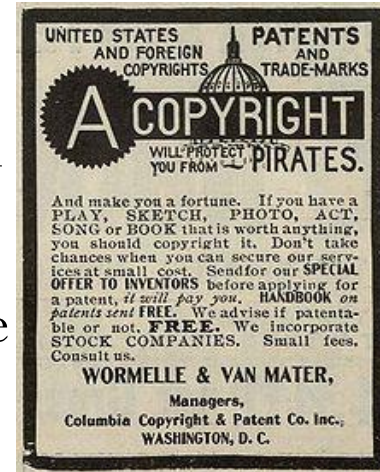 UNITED STATES
AND FOREIGN
COPYRIGHTS
PATENTS
AND
TRADE-MARKS
A COPYRIGHT
WILL PROTECT
YOU FROM
PIRATES.
And make you a fortune. If you have a
PLAY, SKETCH, PHOTO, ACT,
SONG or BOOK that is worth anything,
you should copyright it. Don't take
chances when you can secure our serv-
ices at small cost. Send for our SPECIAL
OFFER TO INVENTORS before applying for
a patent, it will pay you. HANDBOOK on
patents sent FREE. We advise if patenta-
ble or not. FREE. We incorporate
STOCK COMPANIES. Small fees.
Consult us.
WORMELLE & VAN MATER,
Managers,
Columbia Copyright & Patent Co. Inc.,
WASHINGTON, D. C.
e